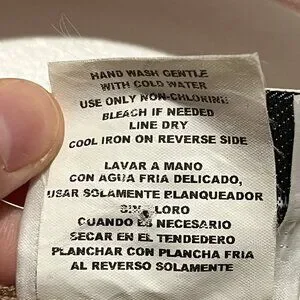 HAND WASH GENTLE
WITH COLD WATER
USE ONLY NON-CHLORINE
BLEACH IF NEEDED
LINE DRY
COOL IRON ON REVERSE SIDE
LAVAR A MANO
CON AGUA FRIA DELICADO,
USAR SOLAMENTE BLANQUEADOR
SIN CLORO
CUANDO ES NECESARIO
SECAR EN EL TENDEDERO
PLANCHAR CON PLANCHA FRIA
AL REVERSO SOLAMENTE